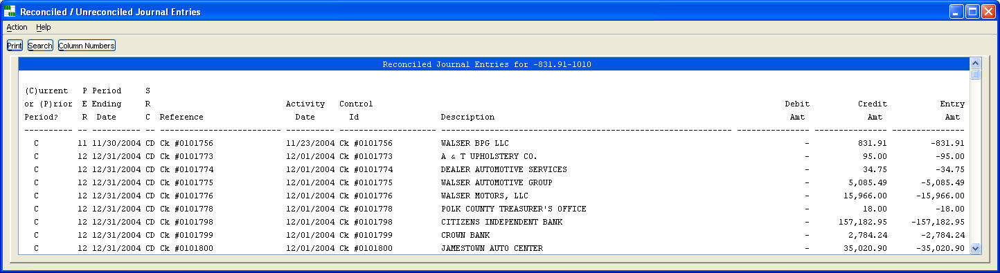 Reconciled / Unreconciled Journal Entries
Action Help
Print Search Column Numbers
Reconciled Journal Entries for -831.91-1010
(C)urrent P Period S
or (P)rior E Ending R Activity Control Debit Credit Entry
Period? R Date C Reference Date Id Description Amt Amt Amt
---------- -- ---------- -- ------------------------- ---------- -------------------- ------------------------------------------------------------ --------------- --------------- ---------------
C 11 11/30/2004 CD Ck #0101756 11/23/2004 Ck #0101756 WALSER BPG LLC - 831.91 -831.91
C 12 12/31/2004 CD Ck #0101773 12/01/2004 Ck #0101773 A & T UPHOLSTERY CO. - 95.00 -95.00
C 12 12/31/2004 CD Ck #0101774 12/01/2004 Ck #0101774 DEALER AUTOMOTIVE SERVICES - 34.75 -34.75
C 12 12/31/2004 CD Ck #0101775 12/01/2004 Ck #0101775 WALSER AUTOMOTIVE GROUP - 5,085.49 -5,085.49
C 12 12/31/2004 CD Ck #0101776 12/01/2004 Ck #0101776 WALSER MOTORS, LLC - 15,966.00 -15,966.00
C 12 12/31/2004 CD Ck #0101778 12/01/2004 Ck #0101778 POLK COUNTY TREASURER'S OFFICE - 18.00 -18.00
C 12 12/31/2004 CD Ck #0101798 12/01/2004 Ck #0101798 CITIZENS INDEPENDENT BANK - 157,182.95 -157,182.95
C 12 12/31/2004 CD Ck #0101799 12/01/2004 Ck #0101799 CROWN BANK - 2,784.24 -2,784.24
C 12 12/31/2004 CD Ck #0101800 12/01/2004 Ck #0101800 JAMESTOWN AUTO CENTER - 35,020.90 -35,020.90